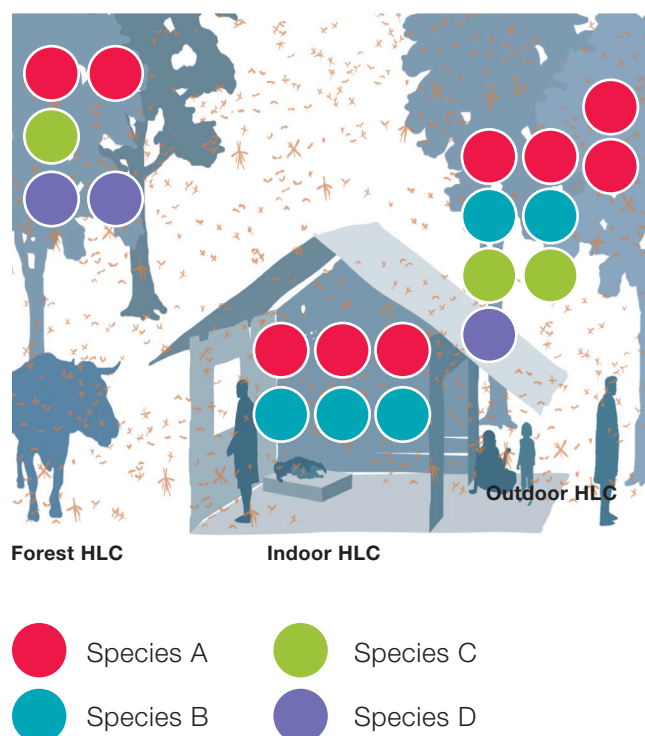 Outdoor HLC
Forest HLC
Indoor HLC
Species A
Species C
Species B
Species D